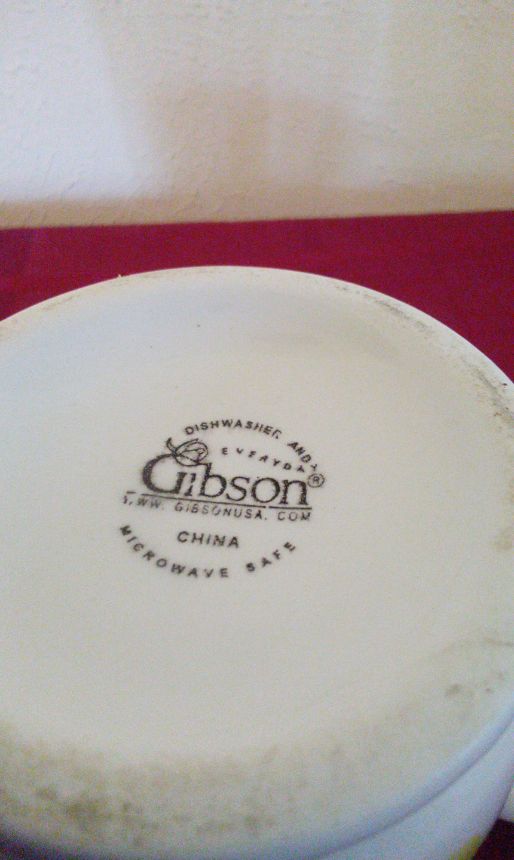 DISHWASHER AND
EVERYDAY
Gibson®
WWW. GIBSONUSA. COM
CHINA
MICROWAVE SAFE